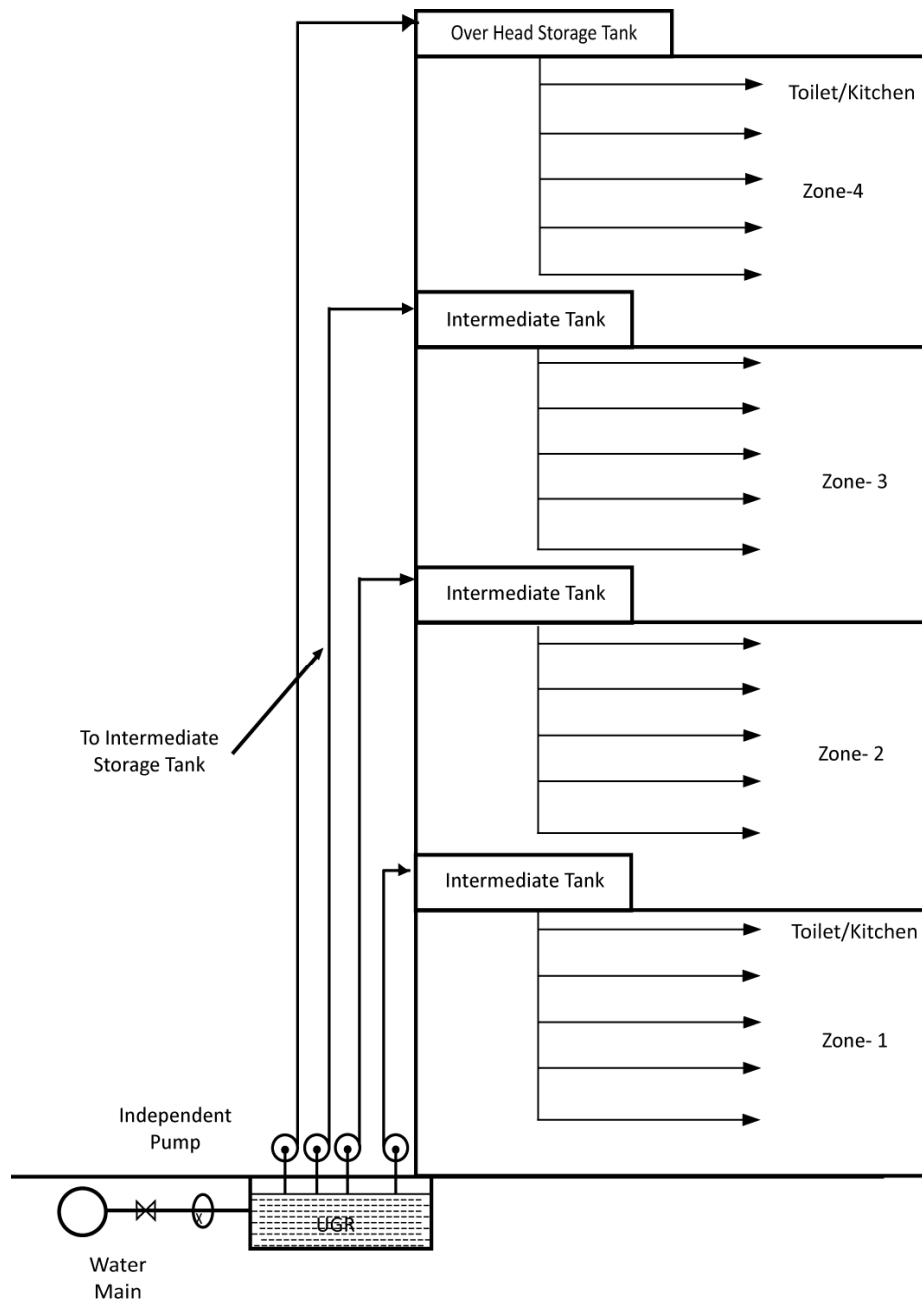 Over Head Storage Tank
Toilet/Kitchen
Zone-4
Intermediate Tank
Zone- 3
Intermediate Tank
To Intermediate
Storage Tank
Zone- 2
Intermediate Tank
Toilet/Kitchen
Zone- 1
Independent
Pump
X
UGR
Water
Main